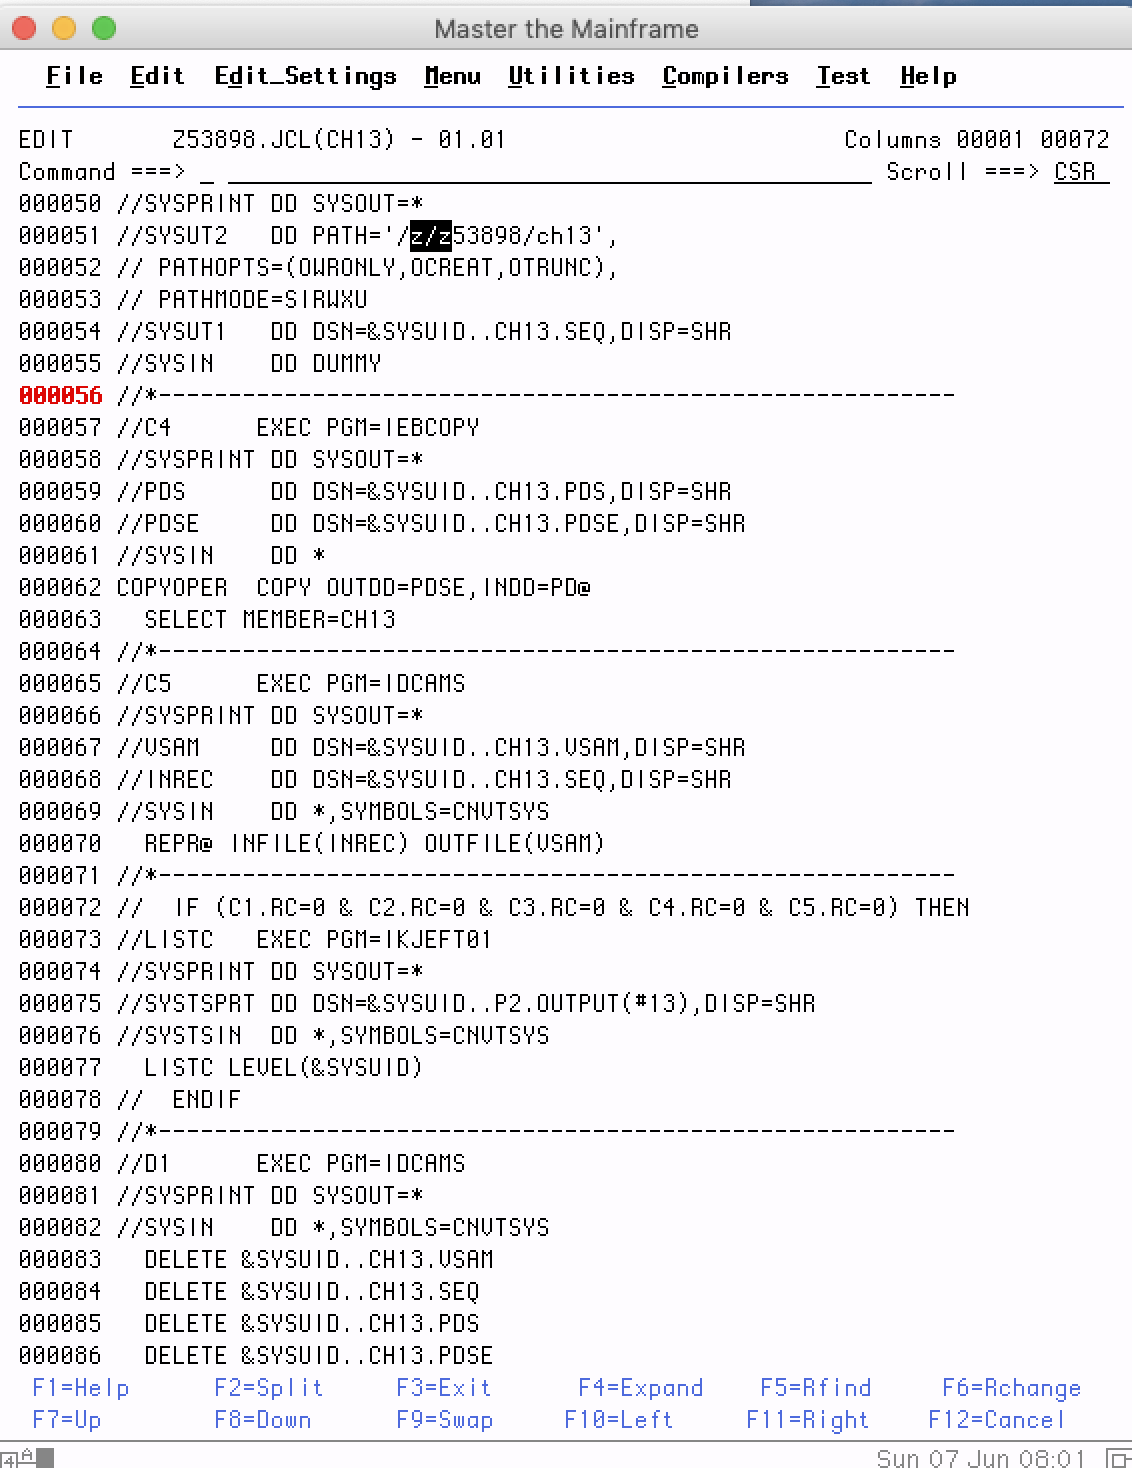 Master the Mainframe
File  Edit  Edit_Settings  Menu  Utilities  Compilers  Test  Help
EDIT       Z53898.JCL(CH13) - 01.01                        Columns 00001 00072
Command ===>                                                  Scroll ===> CSR
000050 //SYSPRINT DD SYSOUT=*
000051 //SYSUT2   DD PATH='/z/z53898/ch13',
000052 // PATHOPTS=(OWRONLY,OCREAT,OTRUNC),
000053 // PATHMODE=SIRWXU
000054 //SYSUT1   DD DSN=&SYSUID..CH13.SEQ,DISP=SHR
000055 //SYSIN    DD DUMMY
000056 //*---------------------------------------------------------
000057 //C4      EXEC PGM=IEBCOPY
000058 //SYSPRINT DD SYSOUT=*
000059 //PDS      DD DSN=&SYSUID..CH13.PDS,DISP=SHR
000060 //PDSE     DD DSN=&SYSUID..CH13.PDSE,DISP=SHR
000061 //SYSIN    DD *
000062 COPYOPER  COPY OUTDD=PDSE,INDD=PD@
000063   SELECT MEMBER=CH13
000064 //*---------------------------------------------------------
000065 //C5      EXEC PGM=IDCAMS
000066 //SYSPRINT DD SYSOUT=*
000067 //VSAM     DD DSN=&SYSUID..CH13.VSAM,DISP=SHR
000068 //INREC    DD DSN=&SYSUID..CH13.SEQ,DISP=SHR
000069 //SYSIN    DD *,SYMBOLS=CNVTSYS
000070   REPR@ INFILE(INREC) OUTFILE(VSAM)
000071 //*---------------------------------------------------------
000072 //  IF (C1.RC=0 & C2.RC=0 & C3.RC=0 & C4.RC=0 & C5.RC=0) THEN
000073 //LISTC   EXEC PGM=IKJEFT01
000074 //SYSPRINT DD SYSOUT=*
000075 //SYSTSPRT DD DSN=&SYSUID..P2.OUTPUT(#13),DISP=SHR
000076 //SYSTSIN  DD *,SYMBOLS=CNVTSYS
000077   LISTC LEVEL(&SYSUID)
000078 //  ENDIF
000079 //*---------------------------------------------------------
000080 //D1      EXEC PGM=IDCAMS
000081 //SYSPRINT DD SYSOUT=*
000082 //SYSIN    DD *,SYMBOLS=CNVTSYS
000083   DELETE &SYSUID..CH13.VSAM
000084   DELETE &SYSUID..CH13.SEQ
000085   DELETE &SYSUID..CH13.PDS
000086   DELETE &SYSUID..CH13.PDSE
F1=Help      F2=Split     F3=Exit      F4=Expand    F5=Rfind     F6=Rchange
F7=Up        F8=Down      F9=Swap     F10=Left     F11=Right    F12=Cancel
4 A Sun 07 Jun 08:01